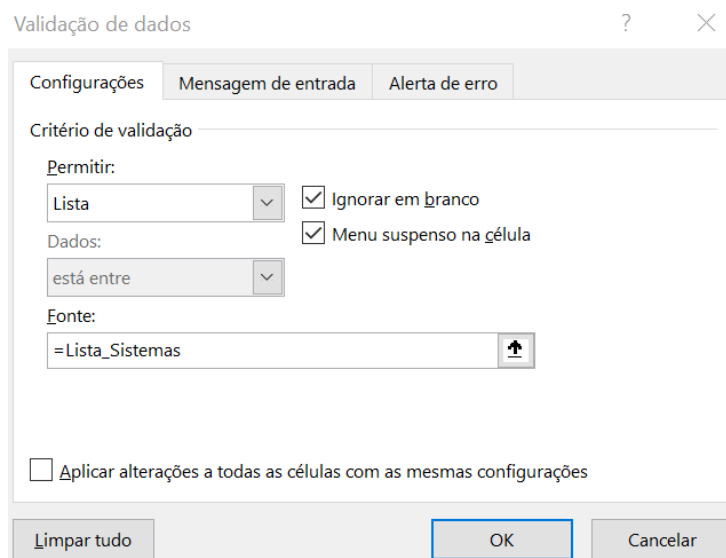 Validação de dados
?
Configurações
Mensagem de entrada
Alerta de erro
Critério de validação
Permitir:
Lista
Ignorar em branco
Menu suspenso na célula
Dados:
está entre
Fonte:
=Lista_Sistemas
Aplicar alterações a todas as células com as mesmas configurações
Limpar tudo
OK
Cancelar